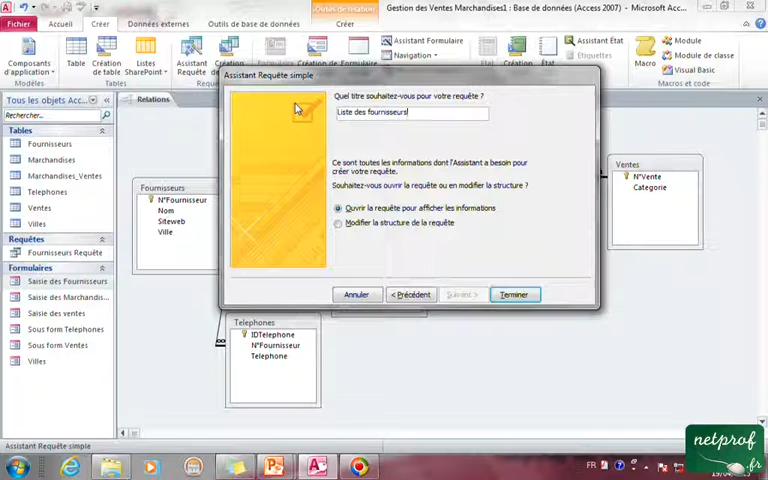 Outils de relation
Gestion des Ventes Marchandises1 : Base de données (Access 2007) - Microsoft Acc...
Fichier Accueil Créer Données externes Outils de base de données Créer
Composants d'application
Modèles
Table
Création de table
Listes SharePoint
Tables
Assistant Requête
Création
Assistant Formulaire
Navigation
Création
Assistant État
Étiquettes
Macro
Module
Visual Basic
Macros et code
Tous les objets Acc...
Rechercher...
Tables
Fournisseurs
Marchandises
Marchandises_Ventes
Telephones
Ventes
Villes
Requêtes
Fournisseurs Requête
Formulaires
Saisie des Fournisseurs
Saisie des Marchandis...
Saisie des ventes
Sous form Telephones
Sous form Ventes
Villes
Relations
Fournisseurs
N°Fournisseur
Nom
Siteweb
Ville
Assistant Requête simple
Quel titre souhaitez-vous pour votre requête ?
Liste des fournisseurs
Ce sont toutes les informations dont l'Assistant a besoin pour
créer votre requête.
Souhaitez-vous ouvrir la requête ou en modifier la structure ?
Ouvrir la requête pour afficher les informations
Modifier la structure de la requête
Annuler
< Précédent
Suivant >
Terminer
Ventes
N°Vente
Categorie
Telephones
IDTelephone
N°Fournisseur
Telephone
Assistant Requête simple
FR
netprof
.fr